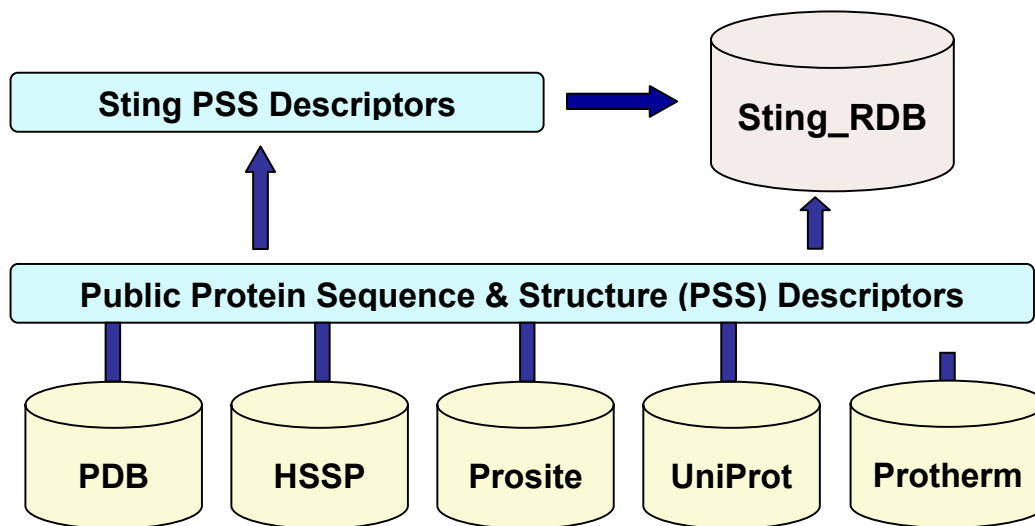 Sting PSS Descriptors
Sting_RDB
Public Protein Sequence & Structure (PSS) Descriptors
PDB
HSSP
Prosite
UniProt
Protherm